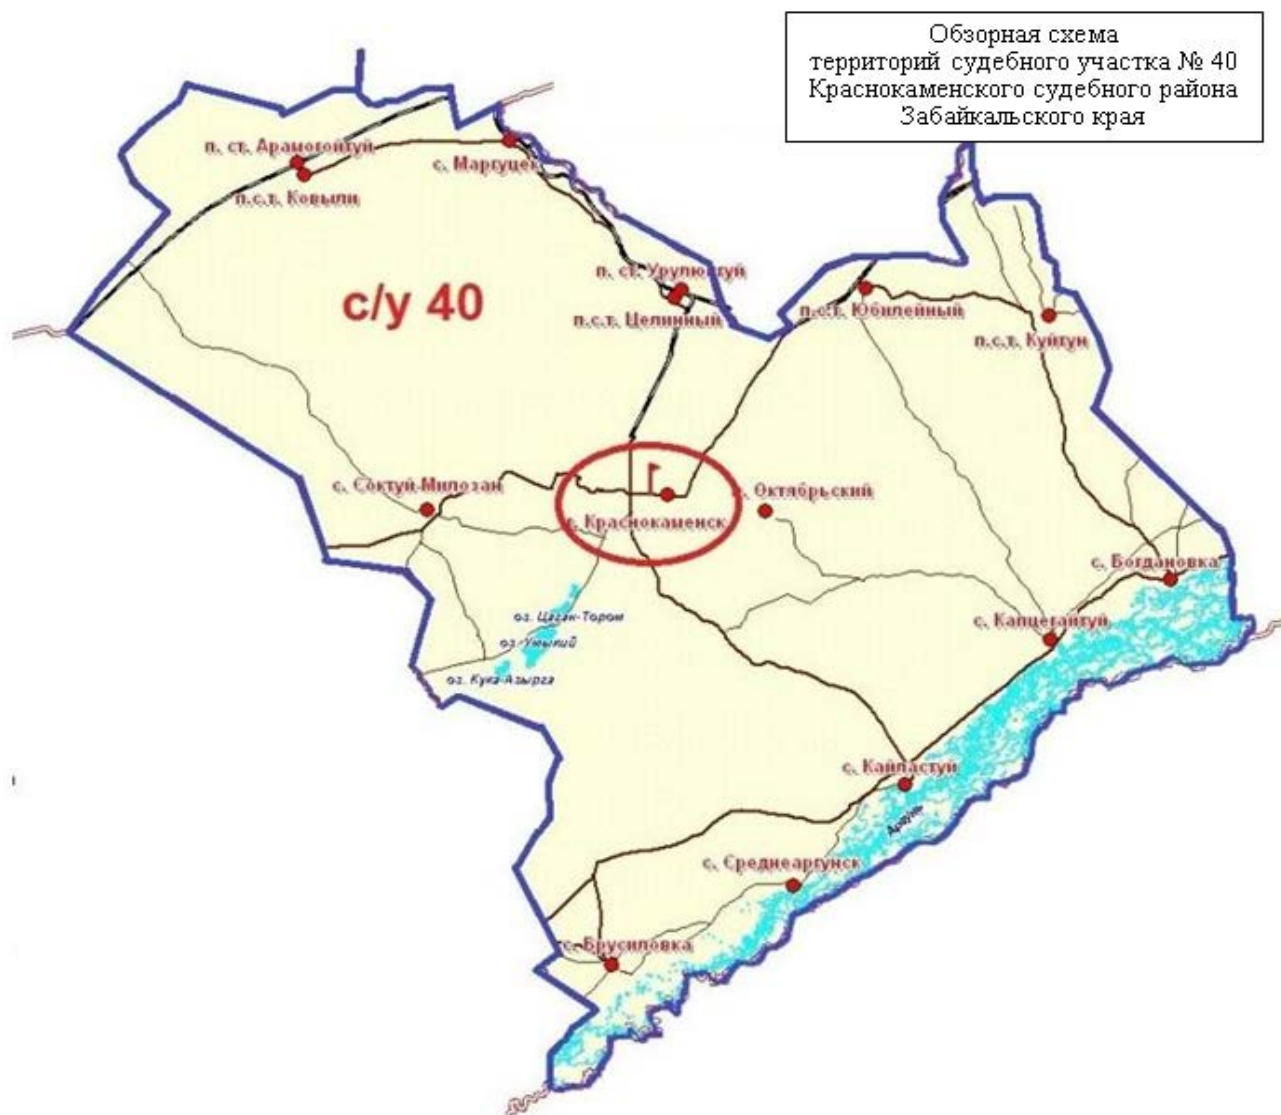 Обзорная схема
территорий судебного участка № 40
Краснокаменского судебного района
Забайкальского края
п. ст. Арамогойтуй
с. Маргуцек
п.с.т. Ковыли
п. ст. Урулюнгуй
с/у 40
п.с.т. Целинный
п.с.т. Юбилейный
п.с.т. Куйтун
с. Соктуй-Милозан
с. Октябрьский
г. Краснокаменск
с. Богдановка
оз. Цаган-Тором
с. Капцегайтуй
оз. Умыкий
оз. Кука-Азырга
с. Кайластуй
Аргунь
с. Среднеаргунск
с. Брусиловка